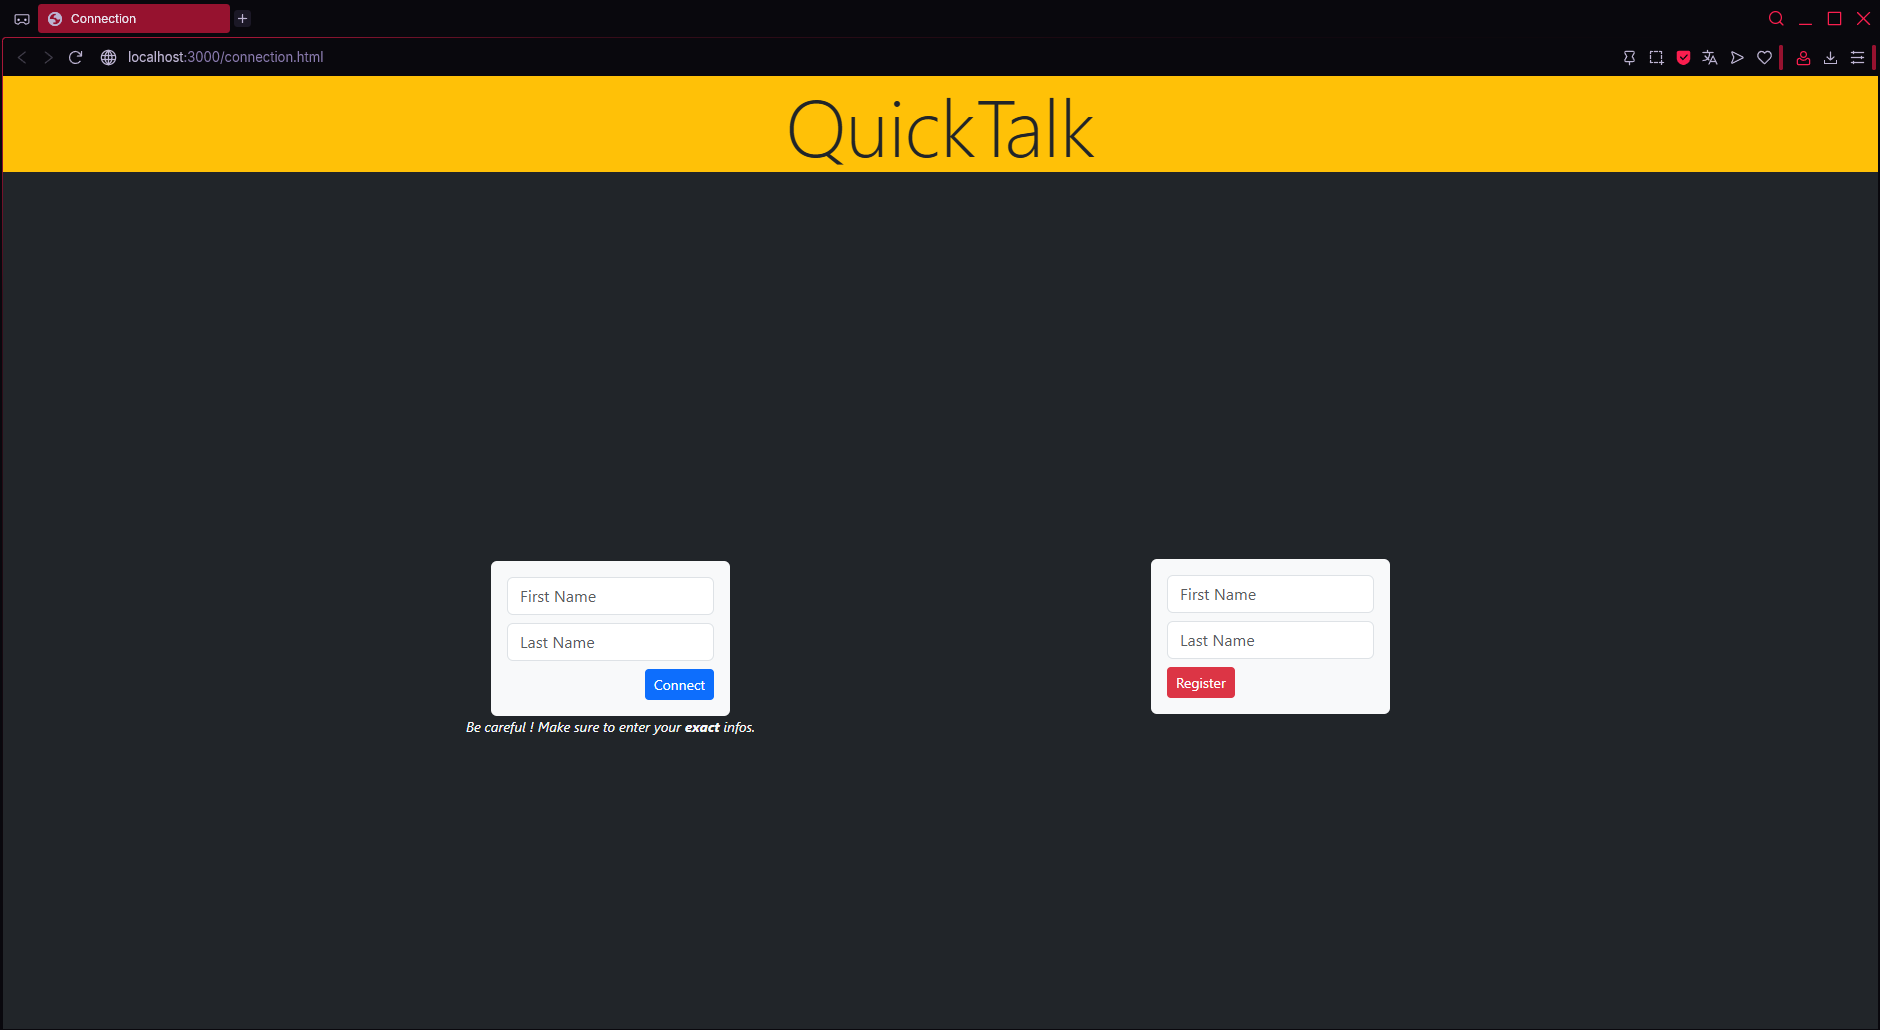 Connection
localhost:3000/connection.html
QuickTalk
First Name
Last Name
Connect
Be careful ! Make sure to enter your exact infos.
First Name
Last Name
Register